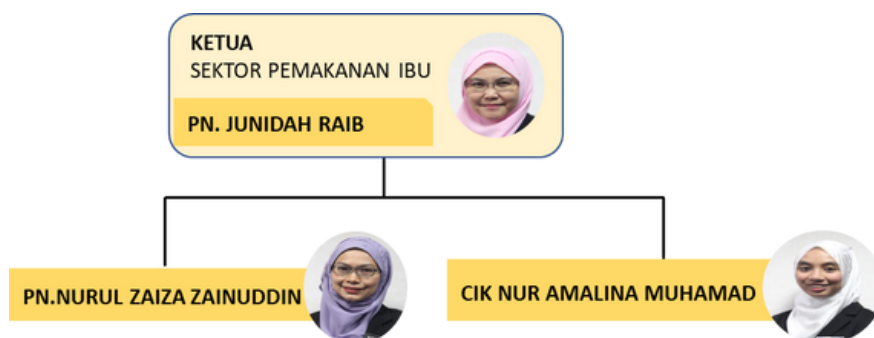 KETUA
SEKTOR PEMAKANAN IBU
PN. JUNIDAH RAIB
PN.NURUL ZAIZA ZAINUDDIN
CIK NUR AMALINA MUHAMAD